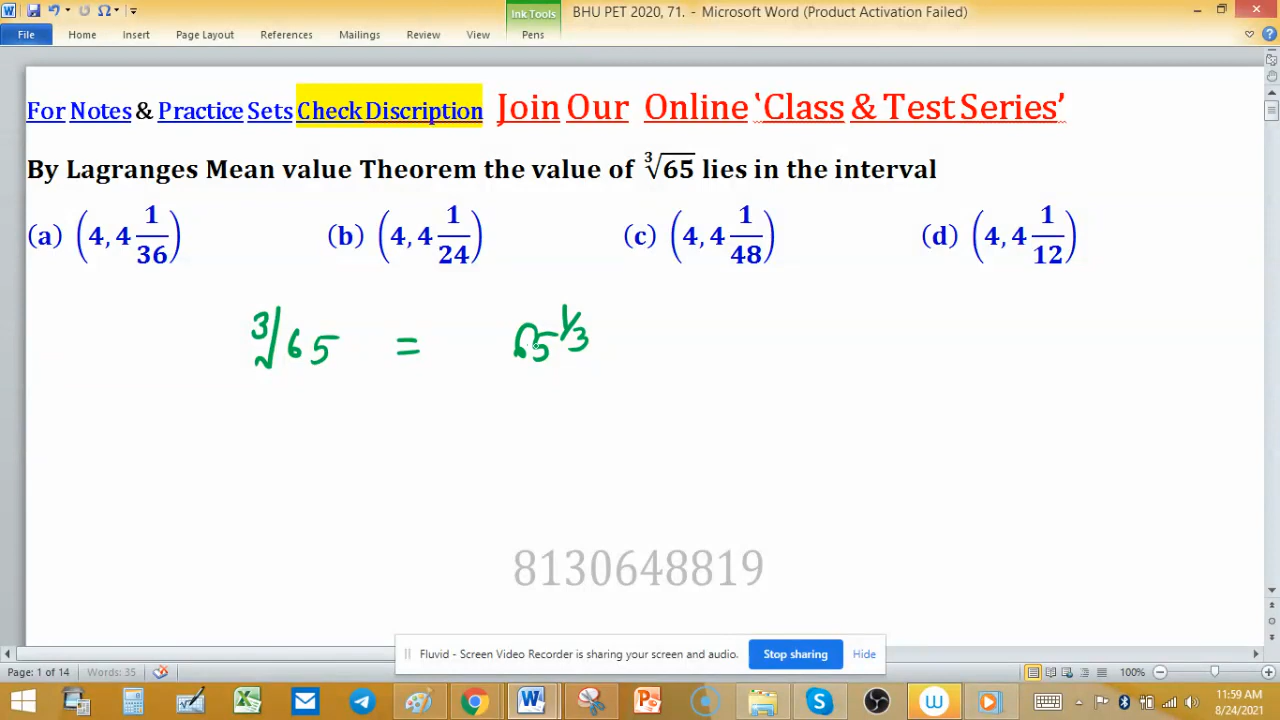 BHU PET 2020, 71. - Microsoft Word (Product Activation Failed)
Ink Tools
File Home Insert Page Layout References Mailings Review View Pens
For Notes & Practice Sets Check Discription Join Our Online 'Class & Test Series'
By Lagranges Mean value Theorem the value of ∛65 lies in the interval
(a) (4, 4 1/36) (b) (4, 4 1/24) (c) (4, 4 1/48) (d) (4, 4 1/12)
∛65 = 65^1/3
8130648819
Fluvid - Screen Video Recorder is sharing your screen and audio. Stop sharing Hide
Page: 1 of 14 Words: 35 100%
11:59 AM
8/24/2021